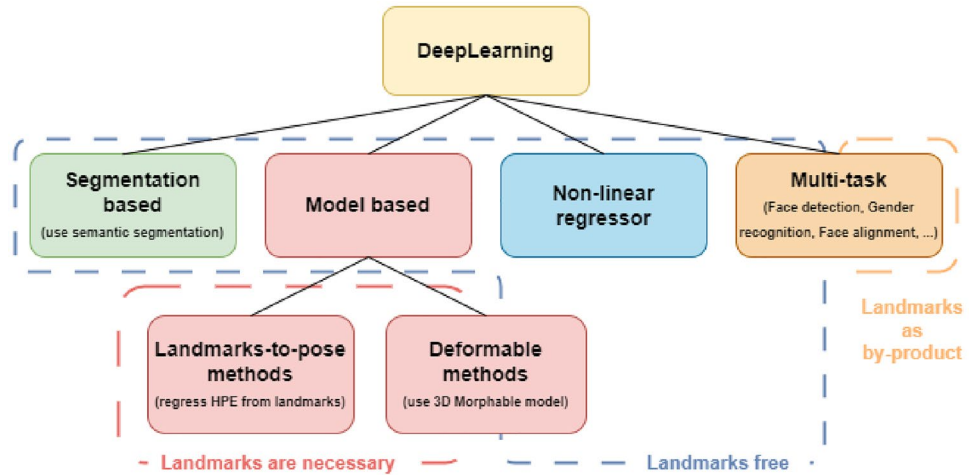 DeepLearning
Segmentation
based
(use semantic segmentation)
Model based
Non-linear
regressor
Multi-task
(Face detection, Gender
recognition, Face alignment, ...)
Landmarks
as
by-product
Landmarks-to-pose
methods
(regress HPE from landmarks)
Deformable
methods
(use 3D Morphable model)
Landmarks are necessary
Landmarks free